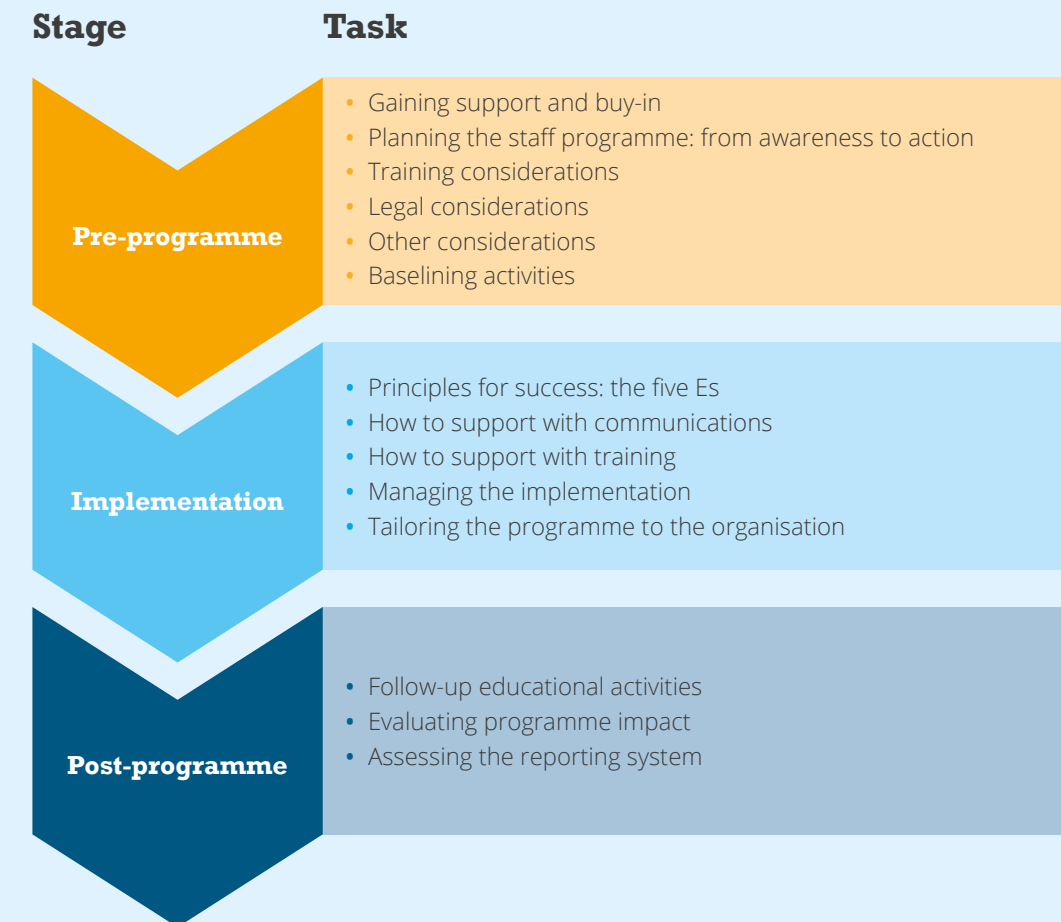 Stage Task
• Gaining support and buy-in
• Planning the staff programme: from awareness to action
• Training considerations
• Legal considerations
Pre-programme
• Other considerations
• Baselining activities
• Principles for success: the five Es
• How to support with communications
• How to support with training
Implementation
• Managing the implementation
• Tailoring the programme to the organisation
• Follow-up educational activities
• Evaluating programme impact
Post-programme
• Assessing the reporting system